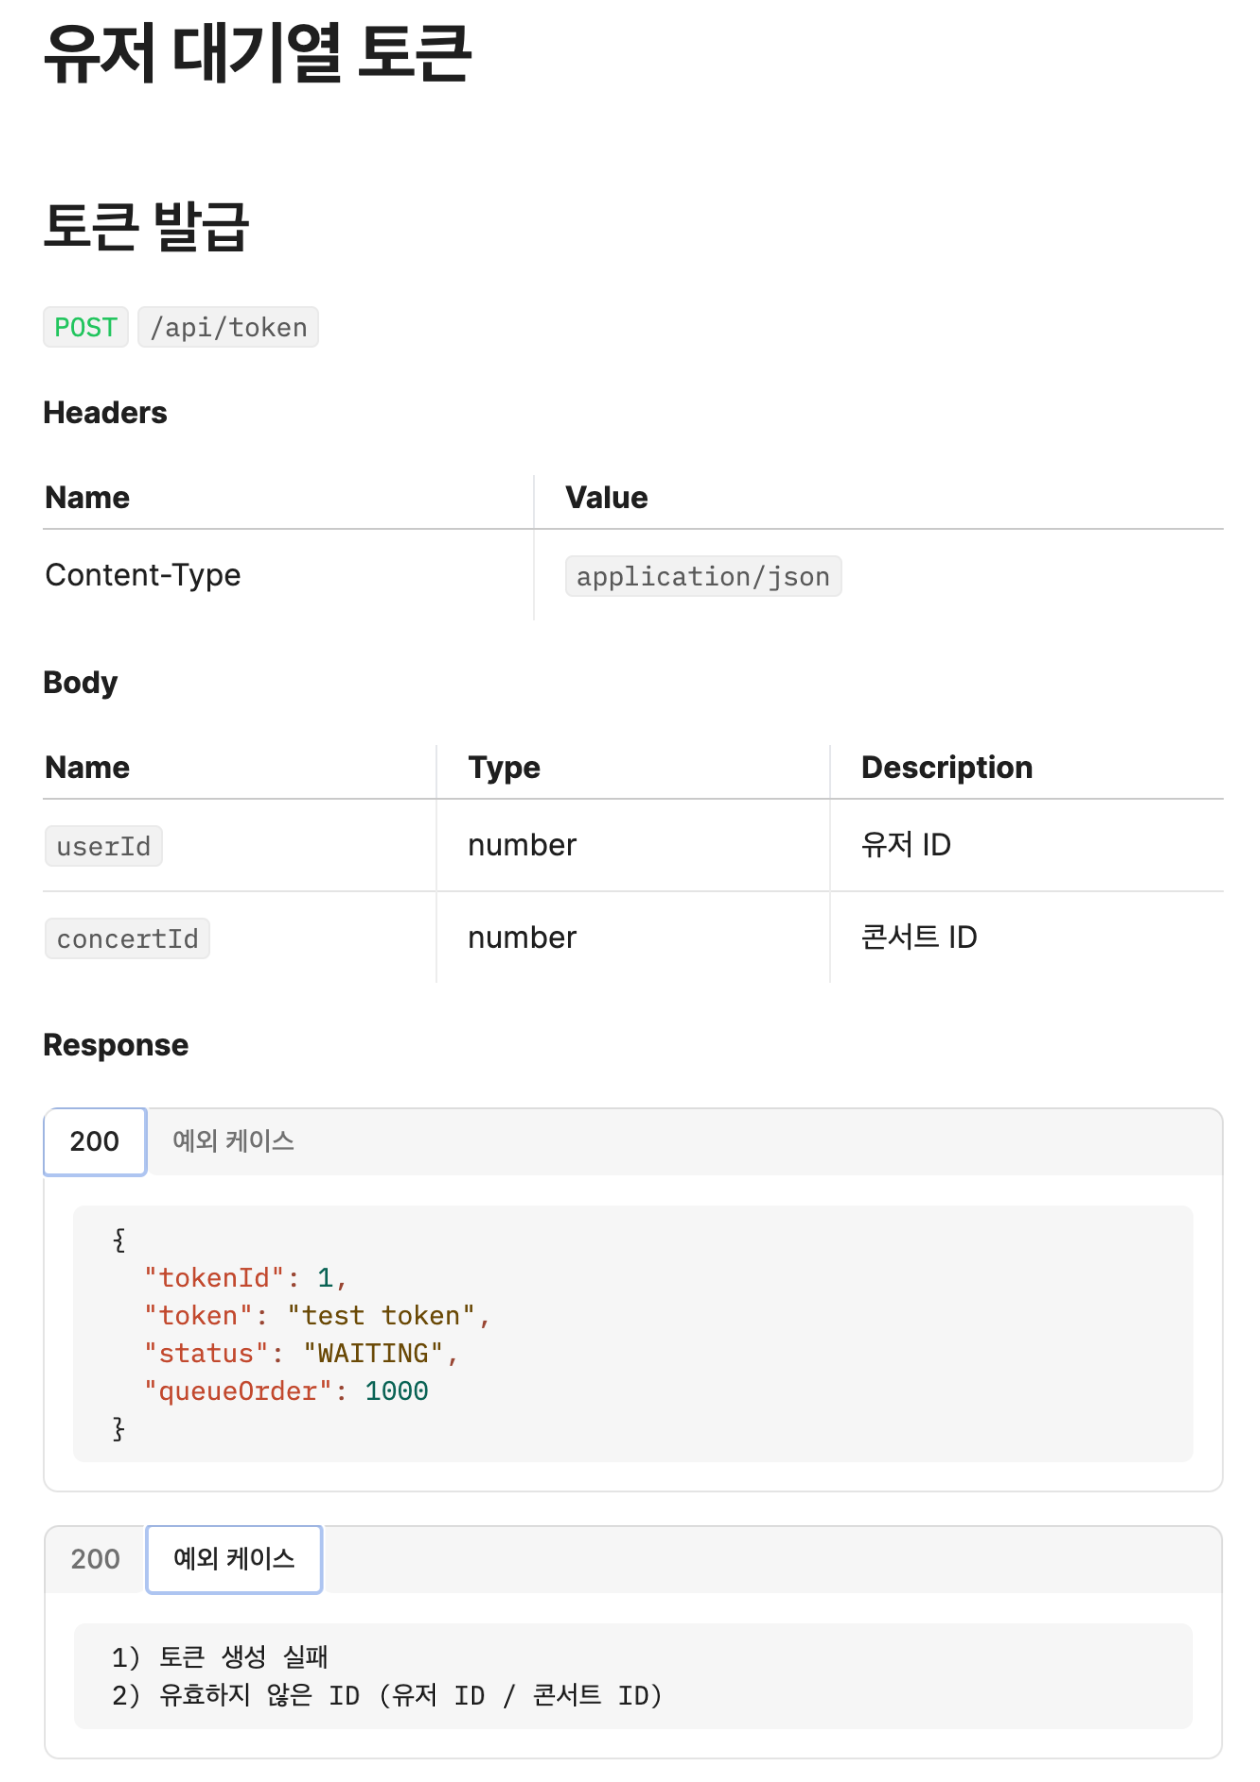 유저 대기열 토큰
토큰 발급
POST /api/token
Headers
Name Value
Content-Type application/json
Body
Name Type Description
userId number 유저 ID
concertId number 콘서트 ID
Response
200 예외 케이스
{
"tokenId": 1,
"token": "test token",
"status": "WAITING",
"queueOrder": 1000
}
200 예외 케이스
1) 토큰 생성 실패
2) 유효하지 않은 ID (유저 ID / 콘서트 ID)